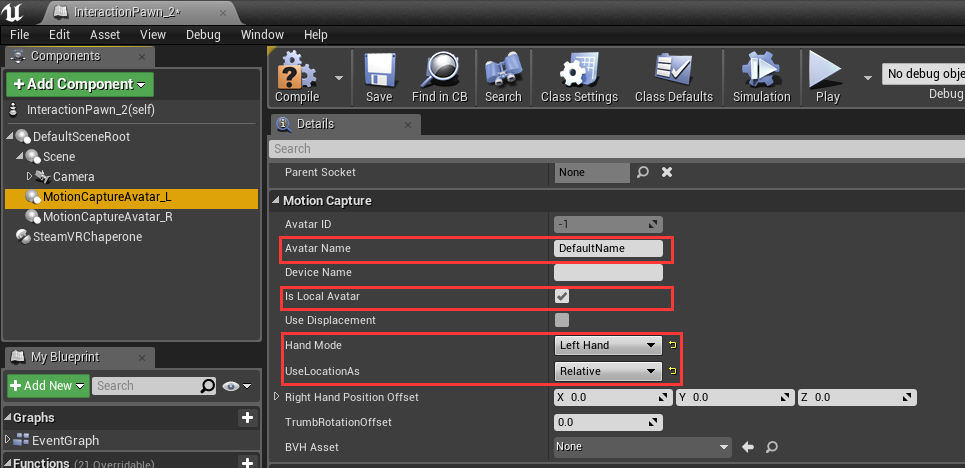 InteractionPawn_2*
File Edit Asset View Debug Window Help
Components
+Add Component
InteractionPawn_2(self)
DefaultSceneRoot
Scene
Camera
MotionCaptureAvatar_L
MotionCaptureAvatar_R
SteamVRChaperone
My Blueprint
+Add New Search
Graphs
EventGraph
Functions (21 Overridable)
Compile Save Find in CB Search Class Settings Class Defaults Simulation Play
No debug obje
Debug
Details
Search
Parent Socket None
Motion Capture
Avatar ID -1
Avatar Name DefaultName
Device Name
Is Local Avatar
Use Displacement
Hand Mode Left Hand
UseLocationAs Relative
Right Hand Position Offset X 0.0 Y 0.0 Z 0.0
TrumbRotationOffset 0.0
BVH Asset None